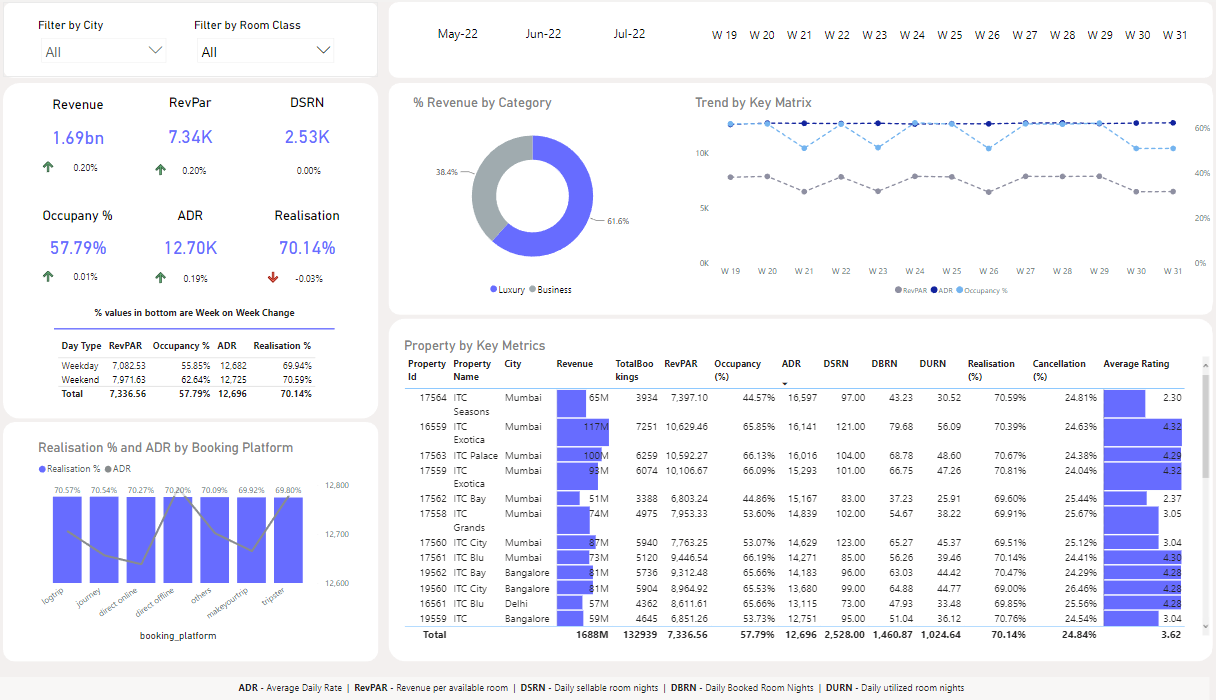 Filter by City
All
Filter by Room Class
All
May-22 Jun-22 Jul-22
W 19 W 20 W 21 W 22 W 23 W 24 W 25 W 26 W 27 W 28 W 29 W 30 W 31
Revenue RevPar DSRN
1.69bn 7.34K 2.53K
0.20% 0.20% 0.00%
Occupany % ADR Realisation
57.79% 12.70K 70.14%
0.01% 0.19% -0.03%
% values in bottom are Week on Week Change
Day Type RevPAR Occupancy % ADR Realisation %
Weekday 7,082.53 55.85% 12,682 69.94%
Weekend 7,971.63 62.64% 12,725 70.59%
Total 7,336.56 57.79% 12,696 70.14%
Realisation % and ADR by Booking Platform
Realisation % ADR
70.57% 70.54% 70.27% 70.20% 70.09% 69.92% 69.80%
12,800
12,700
12,600
logtrip journey direct online direct offline others makeyourtrip tripster
booking_platform
% Revenue by Category
38.4%
61.6%
Luxury Business
Trend by Key Matrix
10K
5K
0K
60%
40%
20%
0%
W 19 W 20 W 21 W 22 W 23 W 24 W 25 W 26 W 27 W 28 W 29 W 30 W 31
RevPAR ADR Occupancy %
Property by Key Metrics
Property Property City Revenue TotalBoo RevPAR Occupancy ADR DSRN DBRN DURN Realisation Cancellation Average Rating
Id Name kings (%) (%) (%)
17564 ITC Mumbai 65M 3934 7,397.10 44.57% 16,597 97.00 43.23 30.52 70.59% 24.81% 2.30
Seasons
16559 ITC Mumbai 117M 7251 10,629.46 65.85% 16,141 121.00 79.68 56.09 70.39% 24.63% 4.32
Exotica
17563 ITC Palace Mumbai 100M 6259 10,592.27 66.13% 16,016 104.00 68.78 48.60 70.67% 24.38% 4.29
17559 ITC Mumbai 93M 6074 10,106.67 66.09% 15,293 101.00 66.75 47.26 70.81% 24.04% 4.32
Exotica
17562 ITC Bay Mumbai 51M 3388 6,803.24 44.86% 15,167 83.00 37.23 25.91 69.60% 25.44% 2.37
17558 ITC Mumbai 74M 4975 7,953.33 53.60% 14,839 102.00 54.67 38.22 69.91% 25.67% 3.05
Grands
17560 ITC City Mumbai 87M 5940 7,763.25 53.07% 14,629 123.00 65.27 45.37 69.51% 25.12% 3.04
17561 ITC Blu Mumbai 73M 5120 9,446.54 66.19% 14,271 85.00 56.26 39.46 70.14% 24.41% 4.30
19562 ITC Bay Bangalore 81M 5736 9,312.48 65.66% 14,183 96.00 63.03 44.42 70.47% 24.29% 4.28
19560 ITC City Bangalore 81M 5904 8,964.92 65.53% 13,680 99.00 64.88 44.77 69.00% 26.46% 4.28
16561 ITC Blu Delhi 57M 4362 8,611.61 65.66% 13,115 73.00 47.93 33.48 69.85% 25.56% 4.28
19559 ITC Bangalore 59M 4645 6,851.26 53.73% 12,751 95.00 51.04 36.12 70.76% 24.54% 3.04
Total 1688M 132939 7,336.56 57.79% 12,696 2,528.00 1,460.87 1,024.64 70.14% 24.84% 3.62
ADR - Average Daily Rate | RevPAR - Revenue per available room | DSRN - Daily sellable room nights | DBRN - Daily Booked Room Nights | DURN - Daily utilized room nights